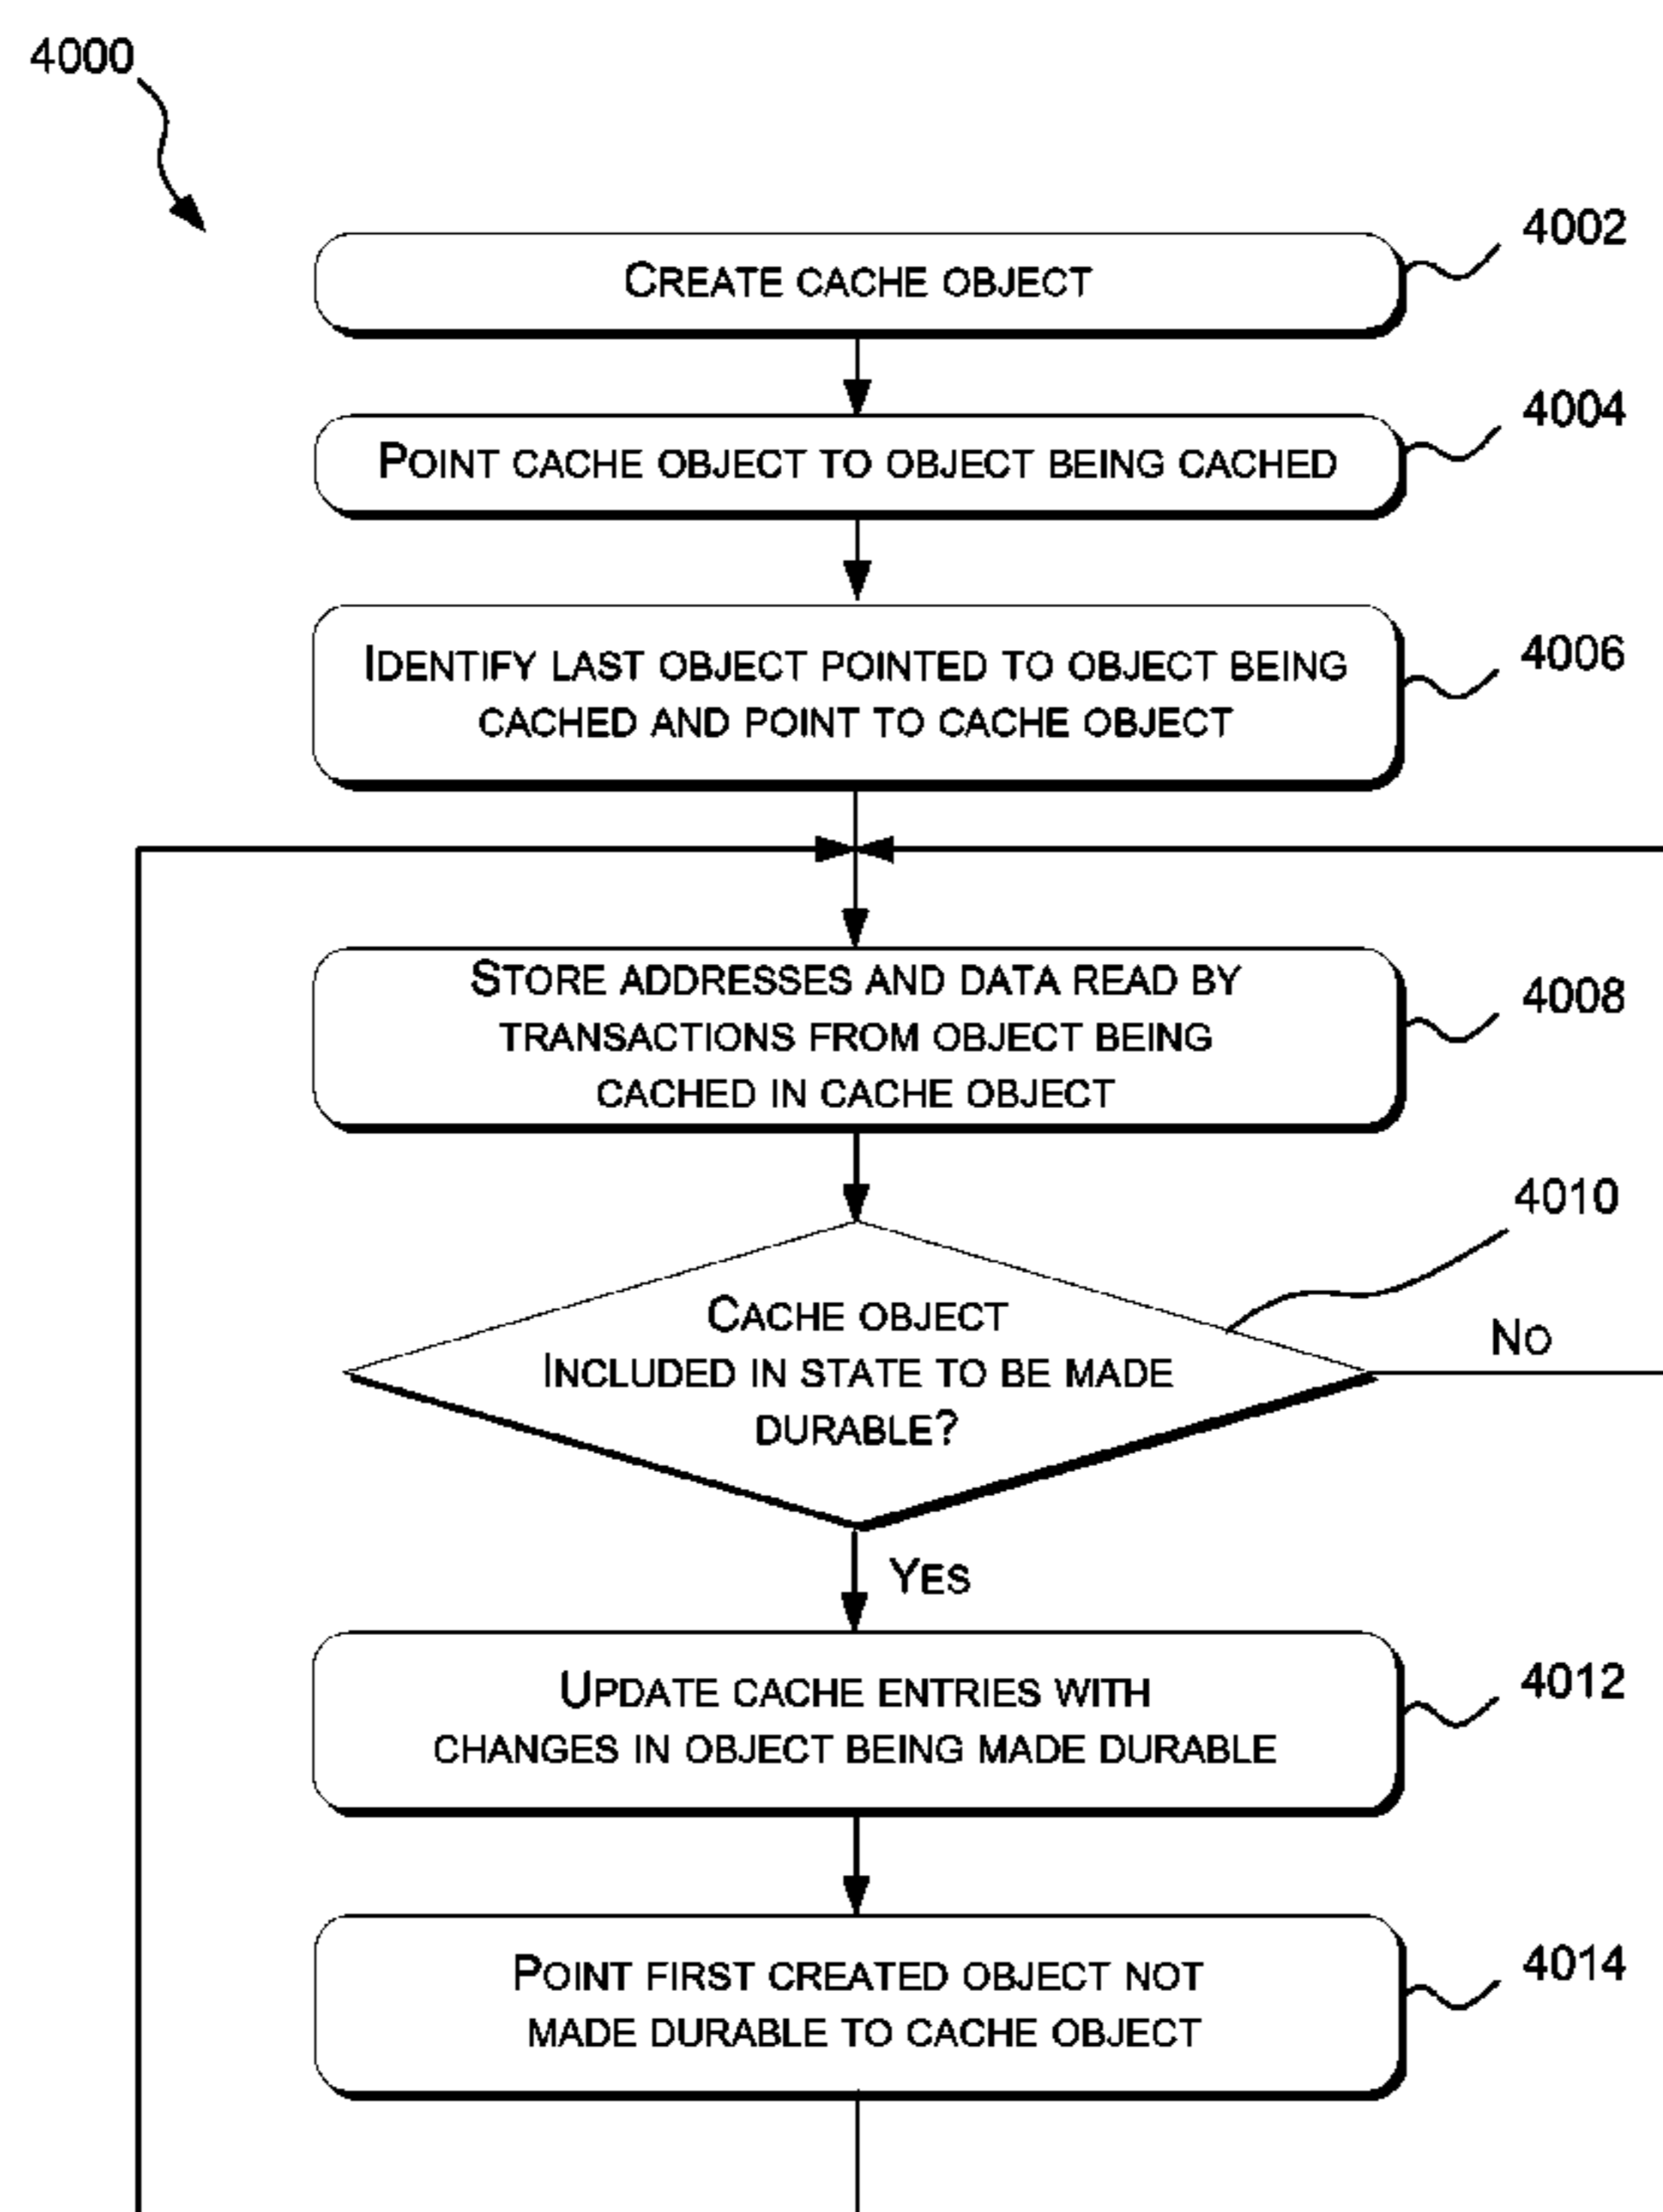 4000
4002
CREATE CACHE OBJECT
4004
POINT CACHE OBJECT TO OBJECT BEING CACHED
4006
IDENTIFY LAST OBJECT POINTED TO OBJECT BEING
CACHED AND POINT TO CACHE OBJECT
4008
STORE ADDRESSES AND DATA READ BY
TRANSACTIONS FROM OBJECT BEING
CACHED IN CACHE OBJECT
4010
CACHE OBJECT
INCLUDED IN STATE TO BE MADE
DURABLE?
NO
YES
4012
UPDATE CACHE ENTRIES WITH
CHANGES IN OBJECT BEING MADE DURABLE
4014
POINT FIRST CREATED OBJECT NOT
MADE DURABLE TO CACHE OBJECT